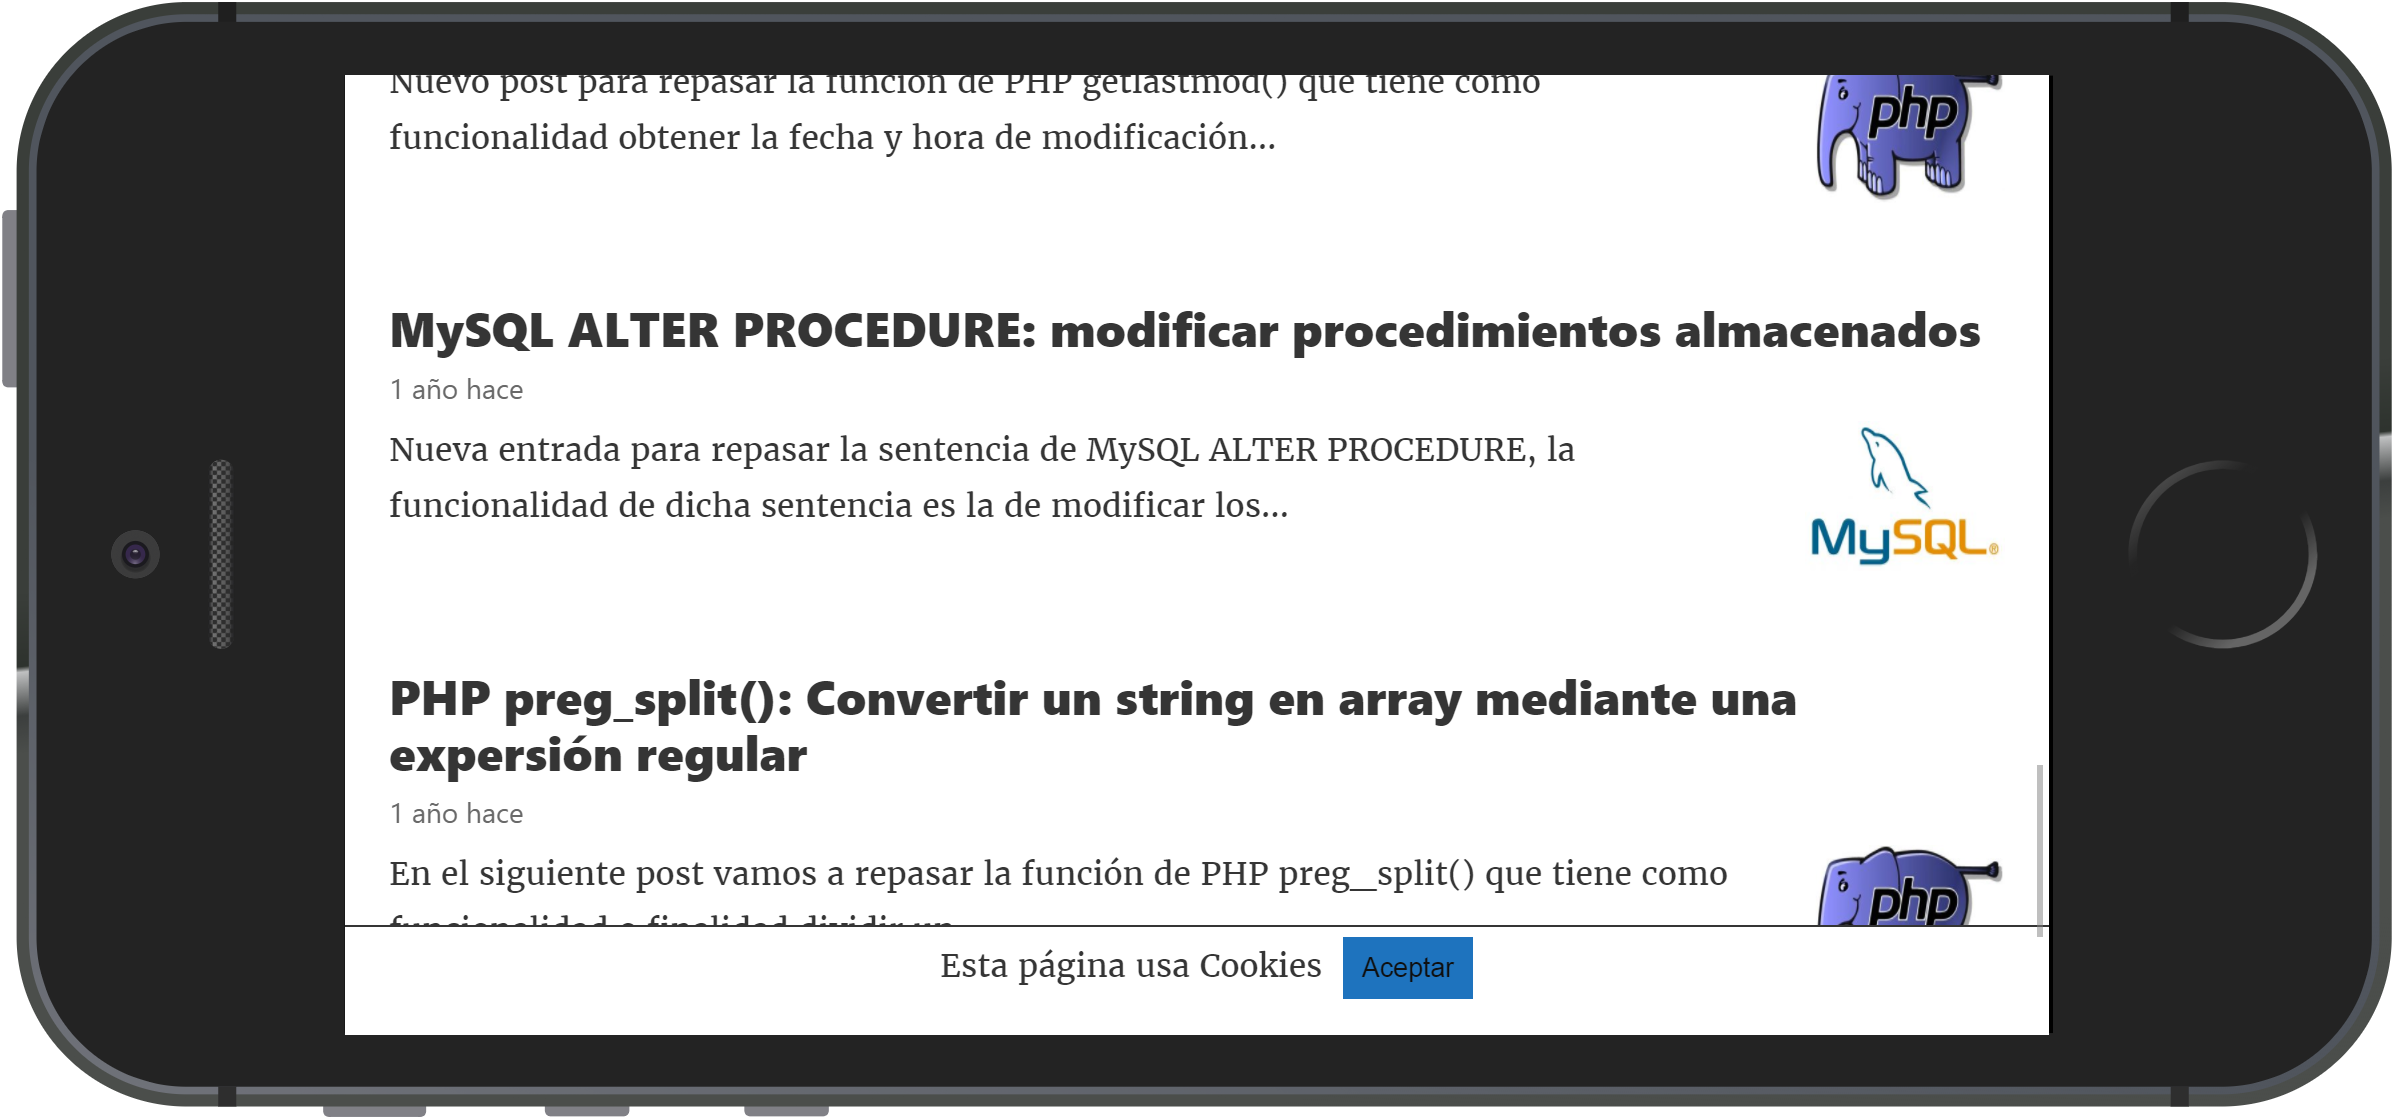 Nuevo post para repasar la función de PHP getlastmod() que tiene como
funcionalidad obtener la fecha y hora de modificación...
php
MySQL ALTER PROCEDURE: modificar procedimientos almacenados
1 año hace
Nueva entrada para repasar la sentencia de MySQL ALTER PROCEDURE, la
funcionalidad de dicha sentencia es la de modificar los...
MySQL®
PHP preg_split(): Convertir un string en array mediante una
expersión regular
1 año hace
En el siguiente post vamos a repasar la función de PHP preg_split() que tiene como
funcionalidad o finalidad dividir un
php
Esta página usa Cookies Aceptar